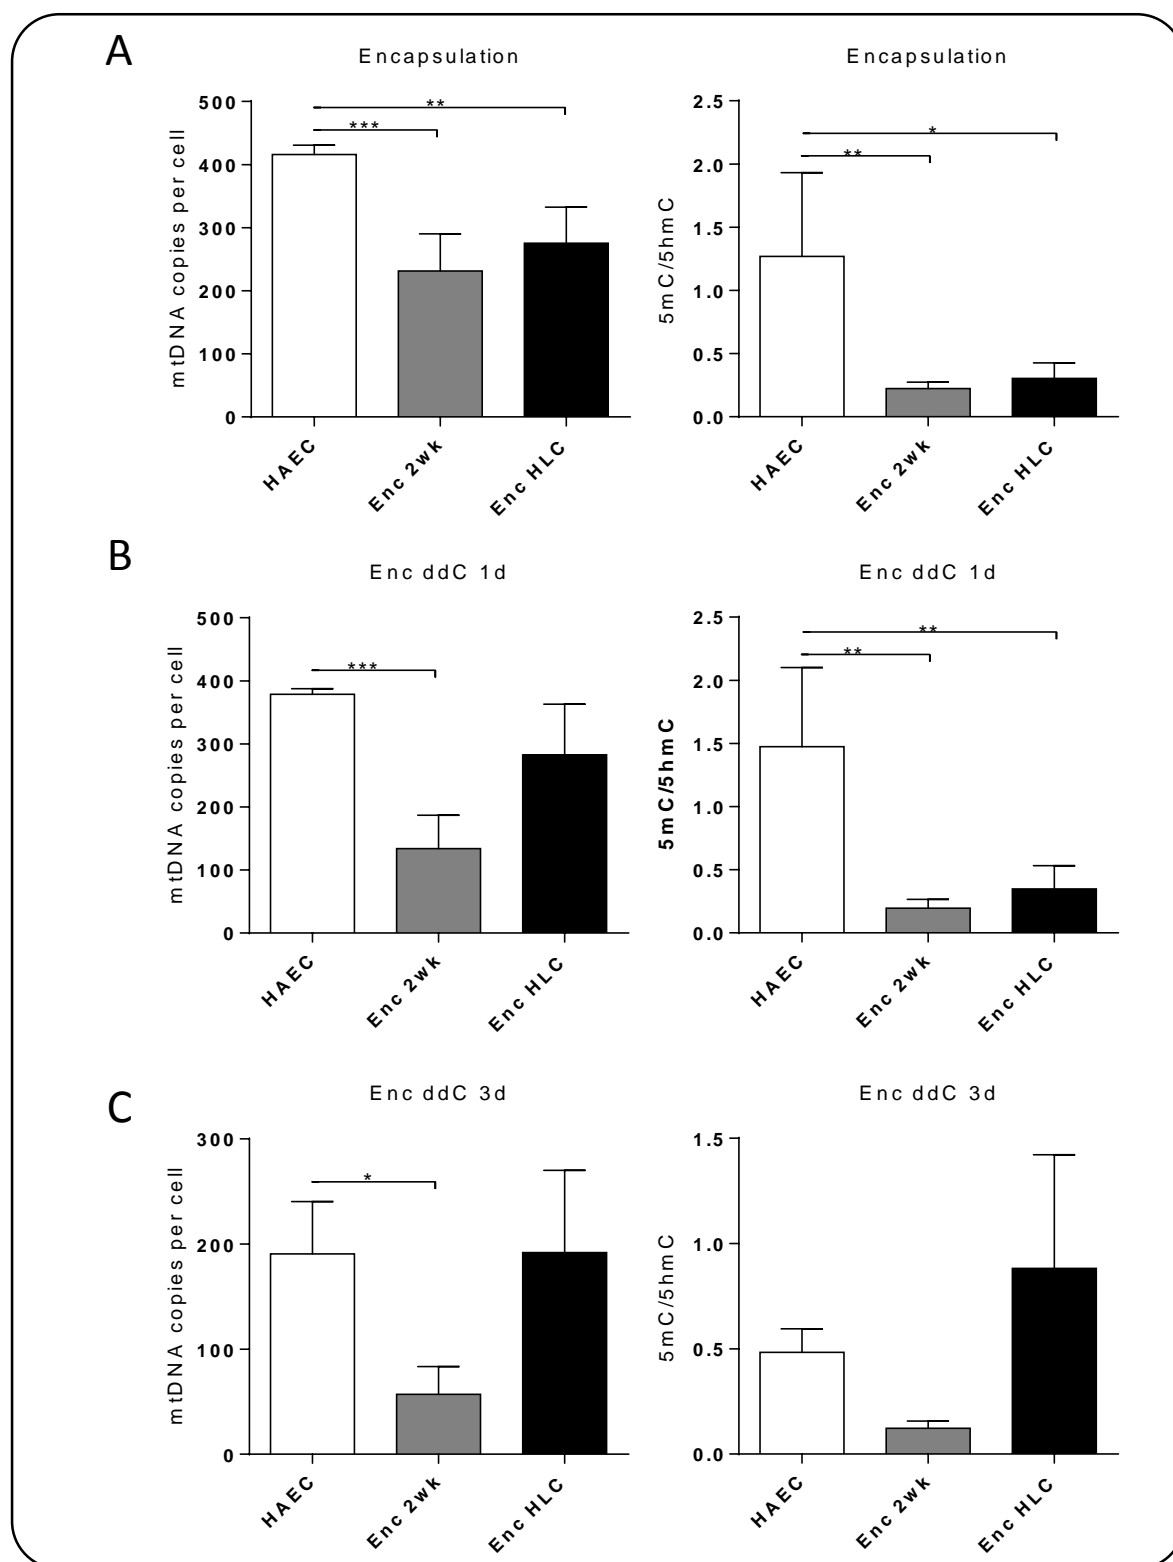 A
Encapsulation
mtDNA copies per cell
500
400
300
200
100
0
**
***
HAEC
Enc 2wk
Enc HLC
Encapsulation
5mC/5hmC
2.5
2.0
1.5
1.0
0.5
0.0
*
**
HAEC
Enc 2wk
Enc HLC
B
Enc ddC 1d
mtDNA copies per cell
500
400
300
200
100
0
***
HAEC
Enc 2wk
Enc HLC
Enc ddC 1d
5mC/5hmC
2.5
2.0
1.5
1.0
0.5
0.0
**
**
HAEC
Enc 2wk
Enc HLC
C
Enc ddC 3d
mtDNA copies per cell
300
200
100
0
*
HAEC
Enc 2wk
Enc HLC
Enc ddC 3d
5mC/5hmC
1.5
1.0
0.5
0.0
HAEC
Enc 2wk
Enc HLC